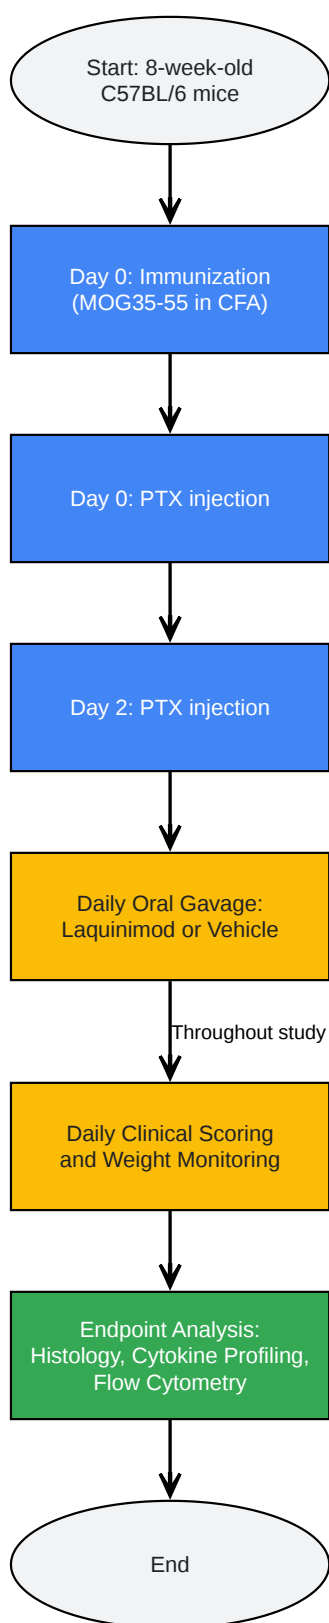 Start: 8-week-old
C57BL/6 mice
Day 0: Immunization
(MOG35-55 in CFA)
Day 0: PTX injection
Day 2: PTX injection
Daily Oral Gavage:
Laquinimod or Vehicle
Throughout study
Daily Clinical Scoring
and Weight Monitoring
Endpoint Analysis:
Histology, Cytokine Profiling,
Flow Cytometry
End